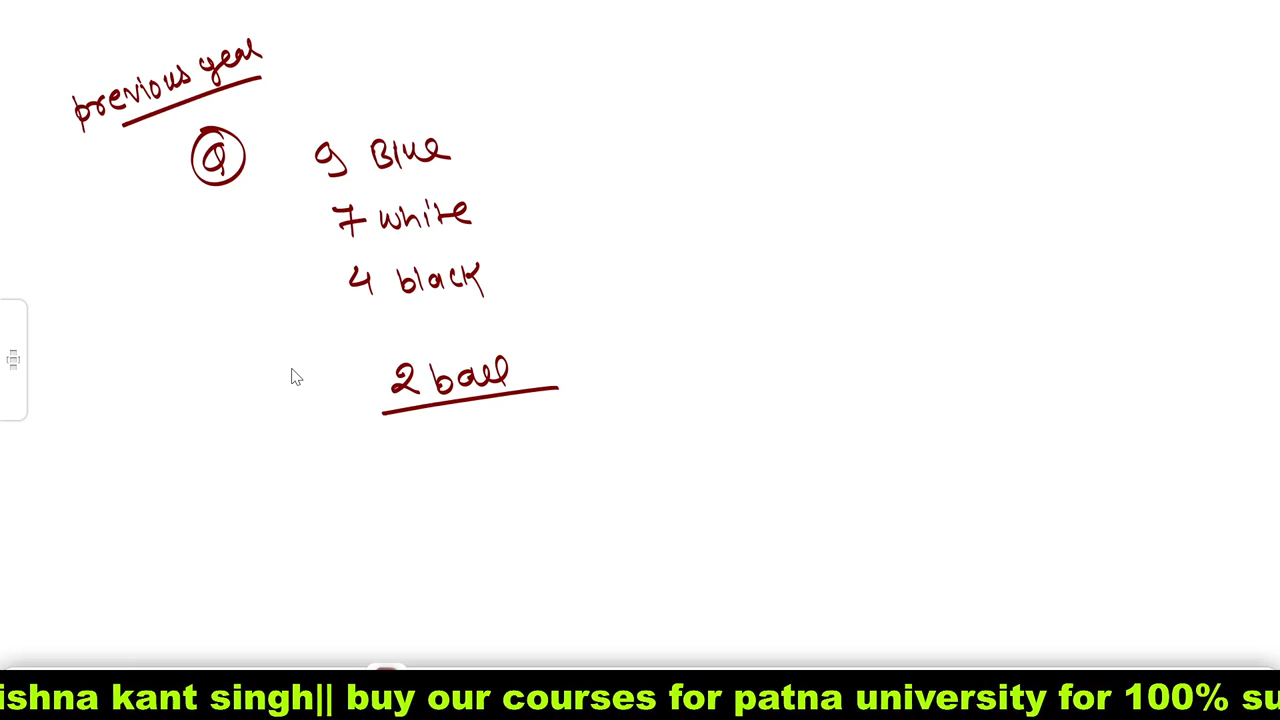 previous year
Q 9 Blue
7 white
4 black
2 ball
ishna kant singh|| buy our courses for patna university for 100% su